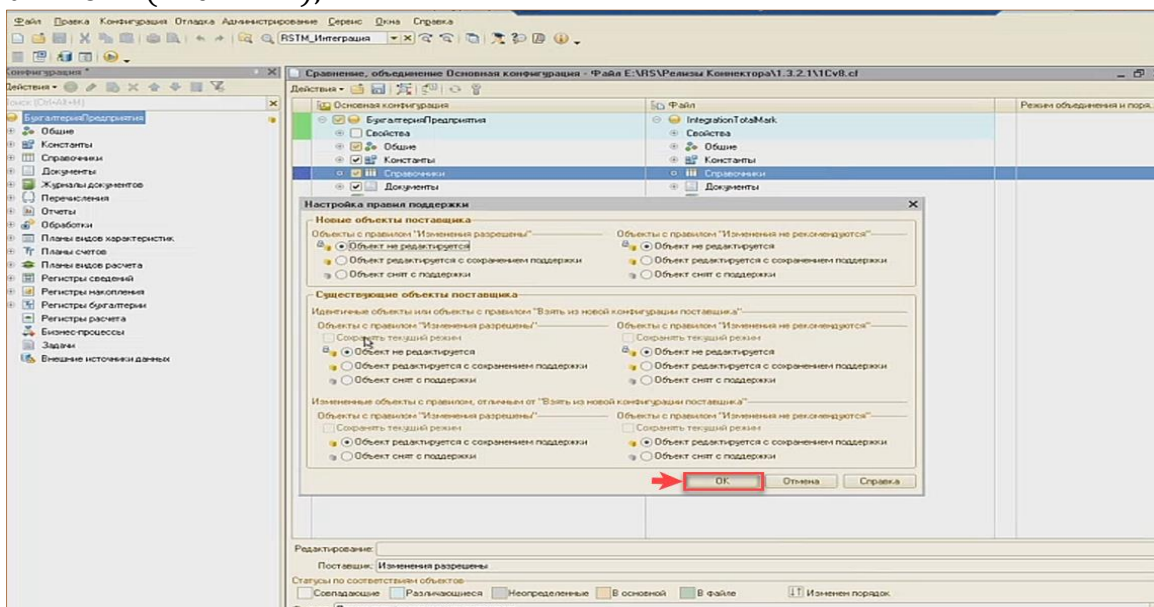 Файл Правка Конфигурация Отладка Администрирование Сервис Окна Справка
RSTM_Интеграция
Конфигурация *
Сравнение, объединение Основная конфигурация - Файл E:\RS\Релизы Коннектора\1.3.2.1\1Cv8.cf
Действия
Действия
(Ctrl+Alt+M)
Основная конфигурация Файл Режим объединения и поря.
БухгалтерияПредприятия
БухгалтерияПредприятия IntegrationTotalMark
Общие
Свойства Свойства
Константы
Общие Общие
Справочники
Константы Константы
Документы
Справочники Справочники
Журналы документов
Документы Документы
Перечисления
Отчеты
Обработки
Планы видов характеристик
Планы счетов
Планы видов расчета
Регистры сведений
Регистры накопления
Регистры бухгалтерии
Регистры расчета
Бизнес-процессы
Задачи
Внешние источники данных
Настройка правил поддержки
Новые объекты поставщика
Объекты с правилом "Изменения разрешены" Объекты с правилом "Изменения не рекомендуются"
Объект не редактируется Объект не редактируется
Объект редактируется с сохранением поддержки Объект редактируется с сохранением поддержки
Объект снят с поддержки Объект снят с поддержки
Существующие объекты поставщика
Идентичные объекты или объекты с правилом "Взять из новой конфигурации поставщика"
Объекты с правилом "Изменения разрешены" Объекты с правилом "Изменения не рекомендуются"
Сохранять текущий режим Сохранять текущий режим
Объект не редактируется Объект не редактируется
Объект редактируется с сохранением поддержки Объект редактируется с сохранением поддержки
Объект снят с поддержки Объект снят с поддержки
Измененные объекты с правилом, отличным от "Взять из новой конфигурации поставщика"
Объекты с правилом "Изменения разрешены" Объекты с правилом "Изменения не рекомендуются"
Сохранять текущий режим Сохранять текущий режим
Объект редактируется с сохранением поддержки Объект редактируется с сохранением поддержки
Объект снят с поддержки Объект снят с поддержки
OK Отмена Справка
Редактирование:
Поставщик: Изменения разрешены
Статусы по соответствиям объектов
Совпадающие Различающиеся Неопределенные В основной В файле Изменен порядок